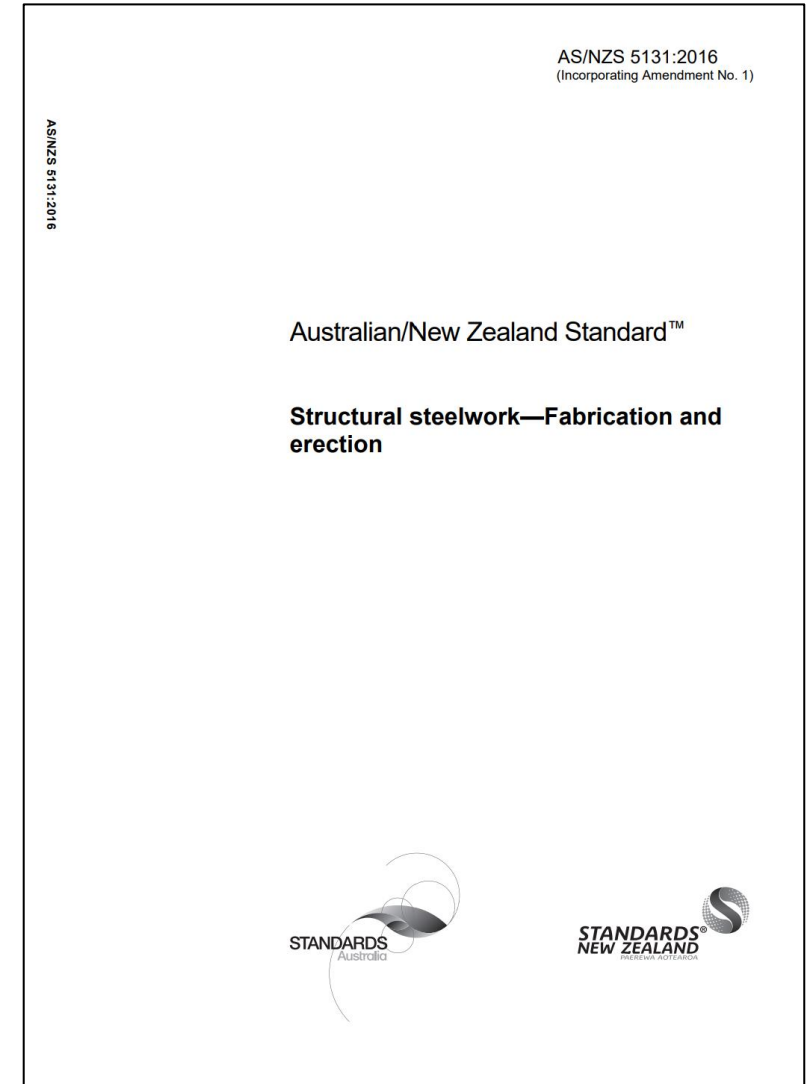 AS/NZS 5131:2016
(Incorporating Amendment No. 1)
AS/NZS 5131:2016
Australian/New Zealand Standard™
Structural steelwork—Fabrication and
erection
STANDARDS
Australia
STANDARDS®
NEW ZEALAND
PAEREWA AOTEAROA